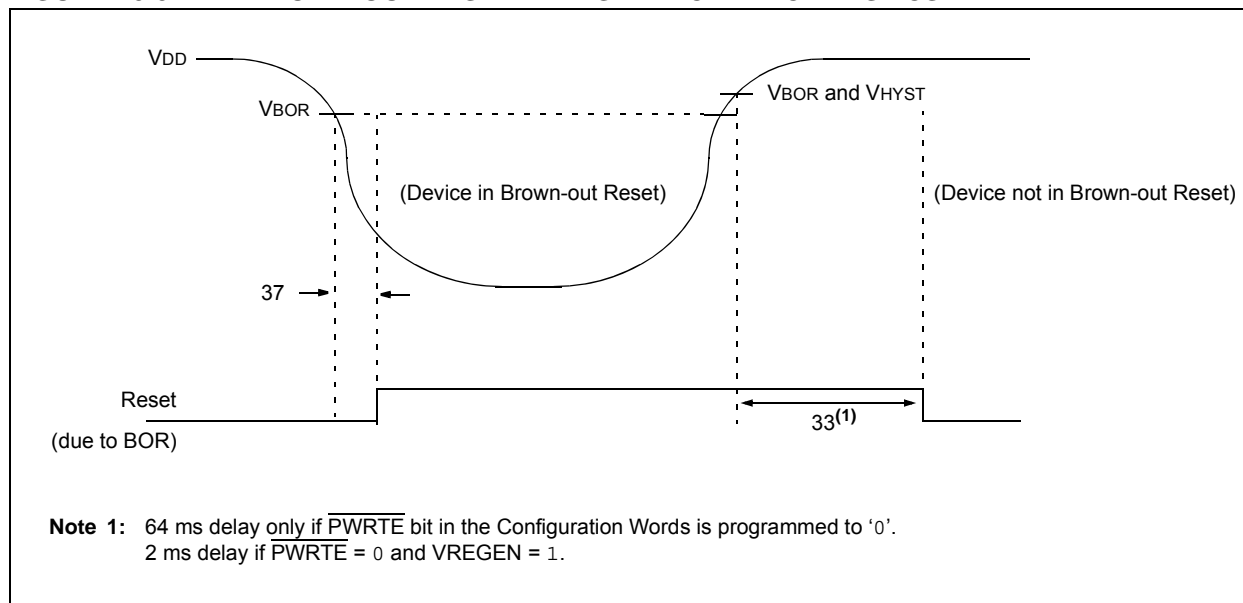 VDD
VBOR
VBOR and VHYST
(Device in Brown-out Reset)
(Device not in Brown-out Reset)
37
Reset
(due to BOR)
33(1)
Note 1: 64 ms delay only if PWRTE bit in the Configuration Words is programmed to ‘0’.
2 ms delay if PWRTE = 0 and VREGEN = 1.